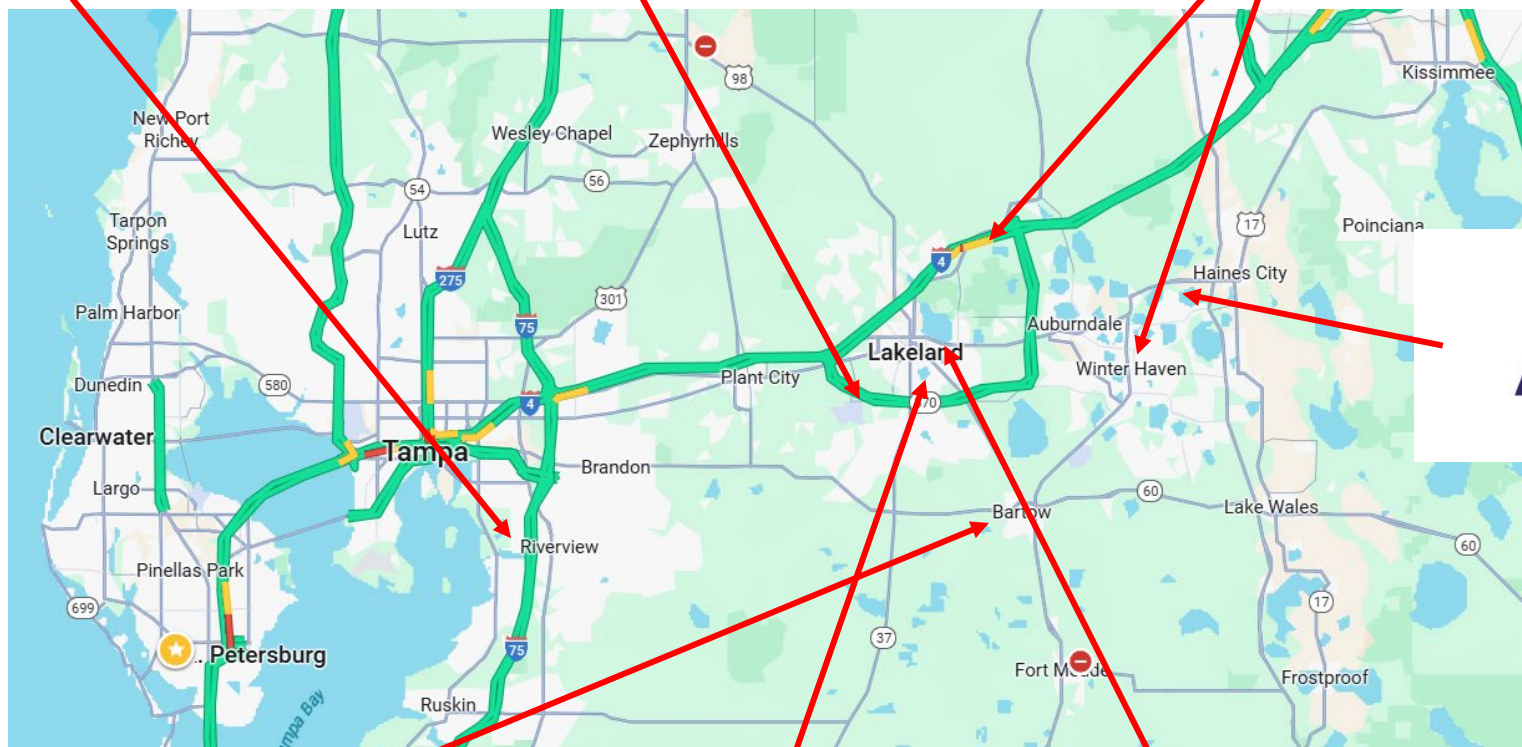 98
Kissimmee
New Port
Richey
Wesley Chapel
Zephyrhills
54
56
17
Poinciana
Tarpon
Springs
Lutz
4
275
Haines City
301
Palm Harbor
75
Auburndale
Lakeland
Winter Haven
Plant City
Dunedin
580
4
70
Clearwater
Tampa
Brandon
Largo
60
Bartow
Lake Wales
Riverview
60
Pinellas Park
699
17
37
75
Petersburg
Fort Meade
Frostproof
Ruskin
mpa Bay